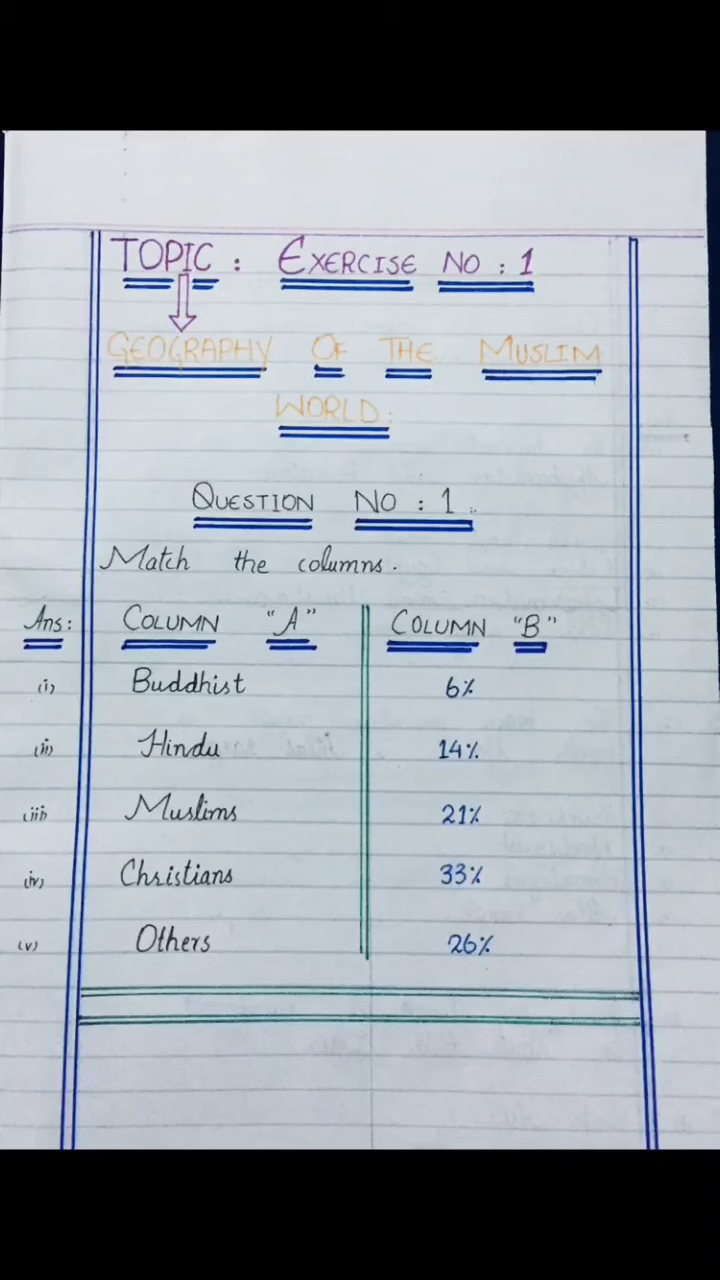 TOPIC : EXERCISE NO : 1
GEOGRAPHY OF THE MUSLIM
WORLD:
QUESTION NO : 1.
Match the columns.
Ans: COLUMN "A" COLUMN "B"
(i) Buddhist 6%
(ii) Hindu 14%
(iii) Muslims 21%
(iv) Christians 33%
(v) Others 26%